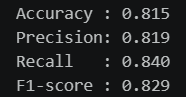 Accuracy : 0.815
Precision: 0.819
Recall   : 0.840
F1-score : 0.829